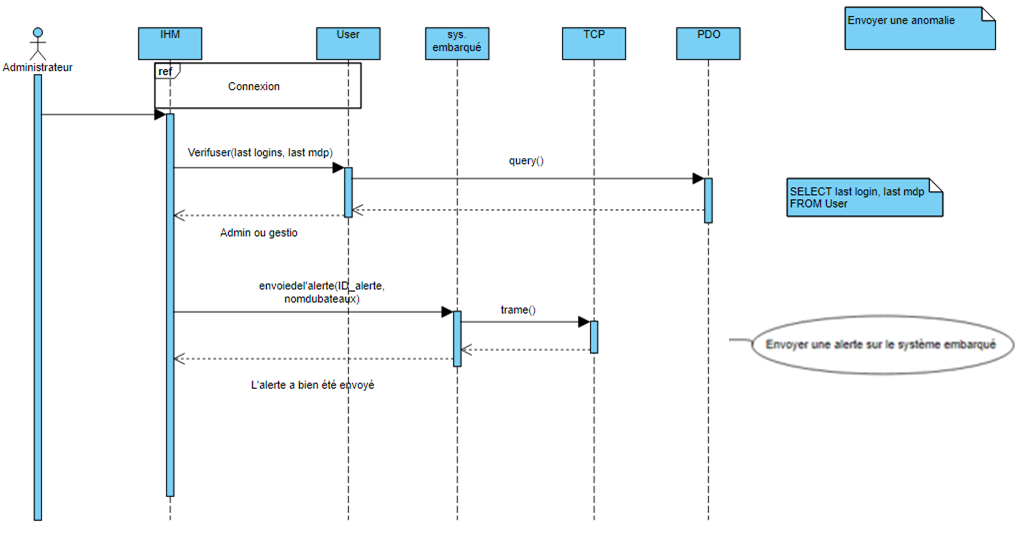 Envoyer une anomalie
IHM
User
sys.
embarqué
TCP
PDO
Administrateur
ref
Connexion
Verifuser(last logins, last mdp)
query()
SELECT last login, last mdp
FROM User
Admin ou gestio
envoiedel'alerte(ID_alerte,
nomdubateaux)
trame()
Envoyer une alerte sur le système embarqué
L'alerte a bien été envoyé